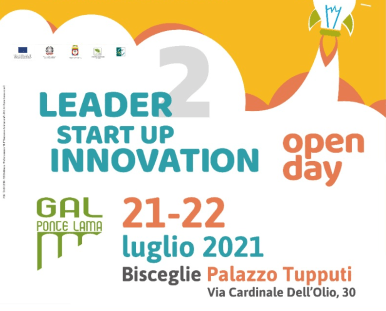 2
LEADER
START UP
INNOVATION
open
day
GAL
PONTE LAMA
21-22
luglio 2021
Bisceglie Palazzo Tupputi
Via Cardinale Dell'Olio, 30